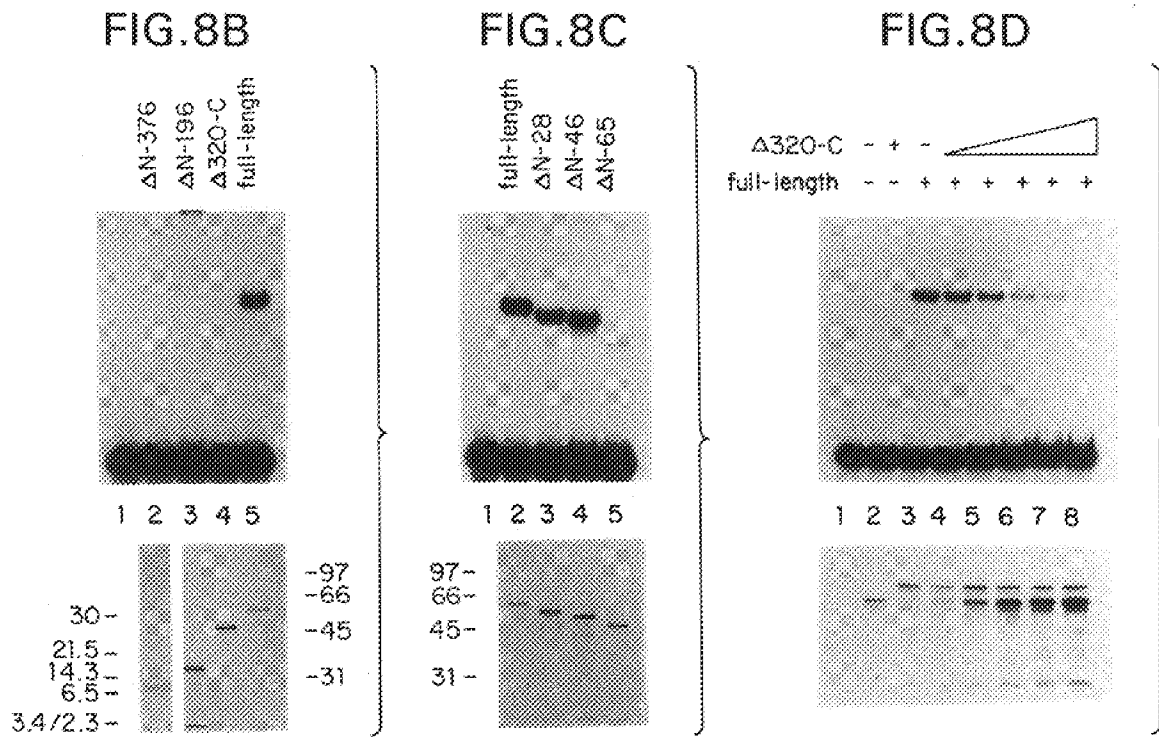 FIG.8B
ΔN-376
ΔN-196
Δ320-C
full-length
1 2 3 4 5
30-
21.5-
14.3-
6.5-
3.4/2.3-
-97
-66
-45
-31
FIG.8C
full-length
ΔN-28
ΔN-46
ΔN-65
1 2 3 4 5
97-
66-
45-
31-
FIG.8D
Δ320-C - + -
full-length - - + + + + + +
1 2 3 4 5 6 7 8